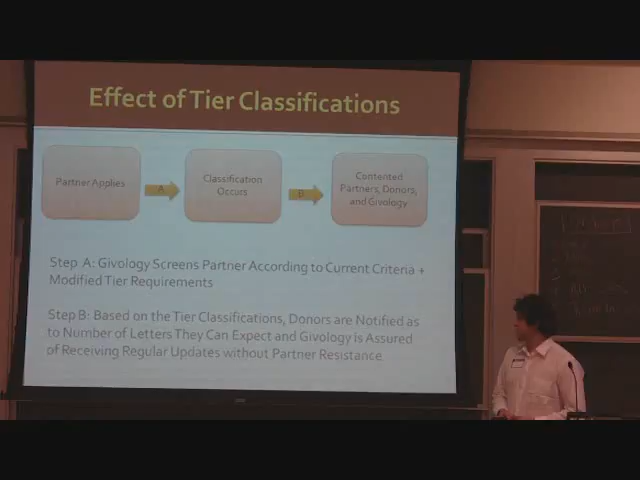 Effect of Tier Classifications
Partner Applies
A
Classification
Occurs
B
Contented
Partners, Donors,
and Givology
Step A: Givology Screens Partner According to Current Criteria +
Modified Tier Requirements
Step B: Based on the Tier Classifications, Donors are Notified as
to Number of Letters They Can Expect and Givology is Assured
of Receiving Regular Updates without Partner Resistance